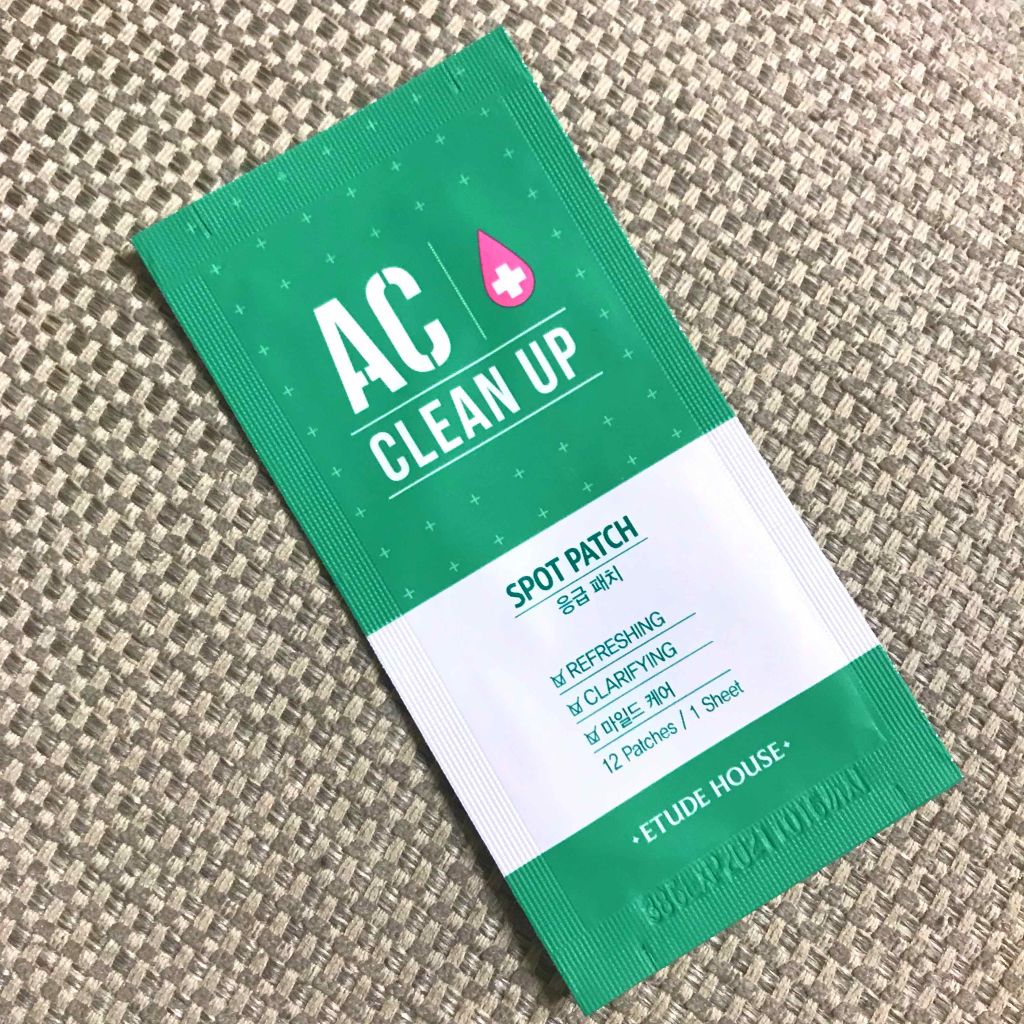 AC
CLEAN UP
SPOT PATCH
응급 패치
REFRESHING
CLARIFYING
마일드 케어
12 Patches / 1 Sheet
ETUDE HOUSE